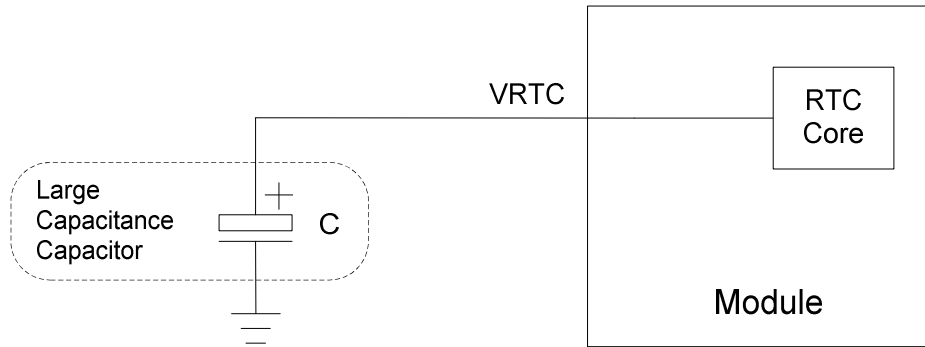 VRTC
RTC
Core
Large
Capacitance
Capacitor
+
C
Module